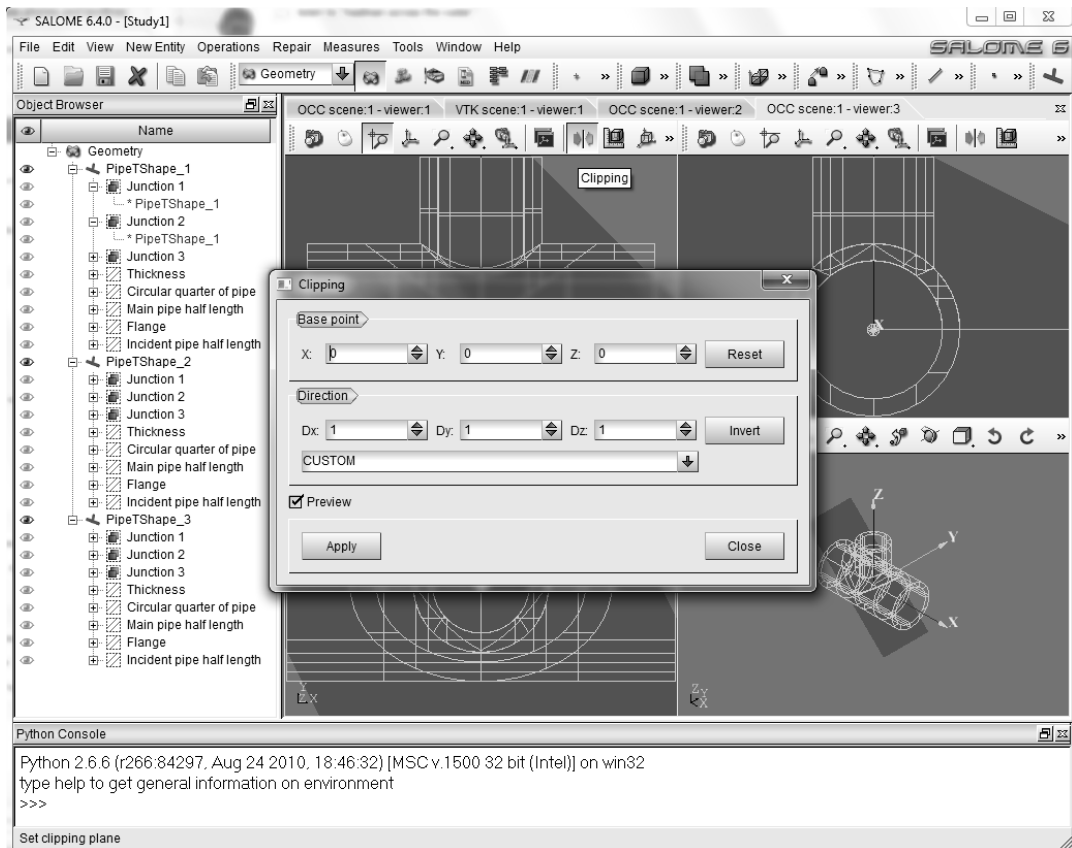 SALOME 6.4.0 - [Study1]
File Edit View New Entity Operations Repair Measures Tools Window Help
SALOME 6
Geometry
Object Browser
OCC scene:1 - viewer:1 VTK scene:1 - viewer:1 OCC scene:1 - viewer:2 OCC scene:1 - viewer:3
Name
Geometry
PipeTShape_1
Junction 1
* PipeTShape_1
Junction 2
* PipeTShape_1
Junction 3
Thickness
Circular quarter of pipe
Main pipe half length
Flange
Incident pipe half length
PipeTShape_2
Junction 1
Junction 2
Junction 3
Thickness
Circular quarter of pipe
Main pipe half length
Flange
Incident pipe half length
PipeTShape_3
Junction 1
Junction 2
Junction 3
Thickness
Circular quarter of pipe
Main pipe half length
Flange
Incident pipe half length
Clipping
X
Clipping
Base point
X: 0 Y: 0 Z: 0 Reset
Direction
Dx: 1 Dy: 1 Dz: 1 Invert
CUSTOM
Preview
Apply Close
Z
Y
X
Y
Z X
Z Y
X
Python Console
Python 2.6.6 (r266:84297, Aug 24 2010, 18:46:32) [MSC v.1500 32 bit (Intel)] on win32
type help to get general information on environment
>>>
Set clipping plane